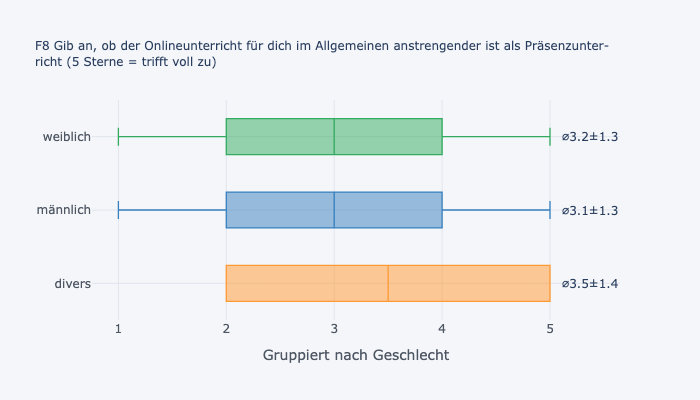 F8 Gib an, ob der Onlineunterricht für dich im Allgemeinen anstrengender ist als Präsenzunter-
richt (5 Sterne = trifft voll zu)
weiblich
⌀3.2±1.3
männlich
⌀3.1±1.3
divers
⌀3.5±1.4
1 2 3 4 5
Gruppiert nach Geschlecht